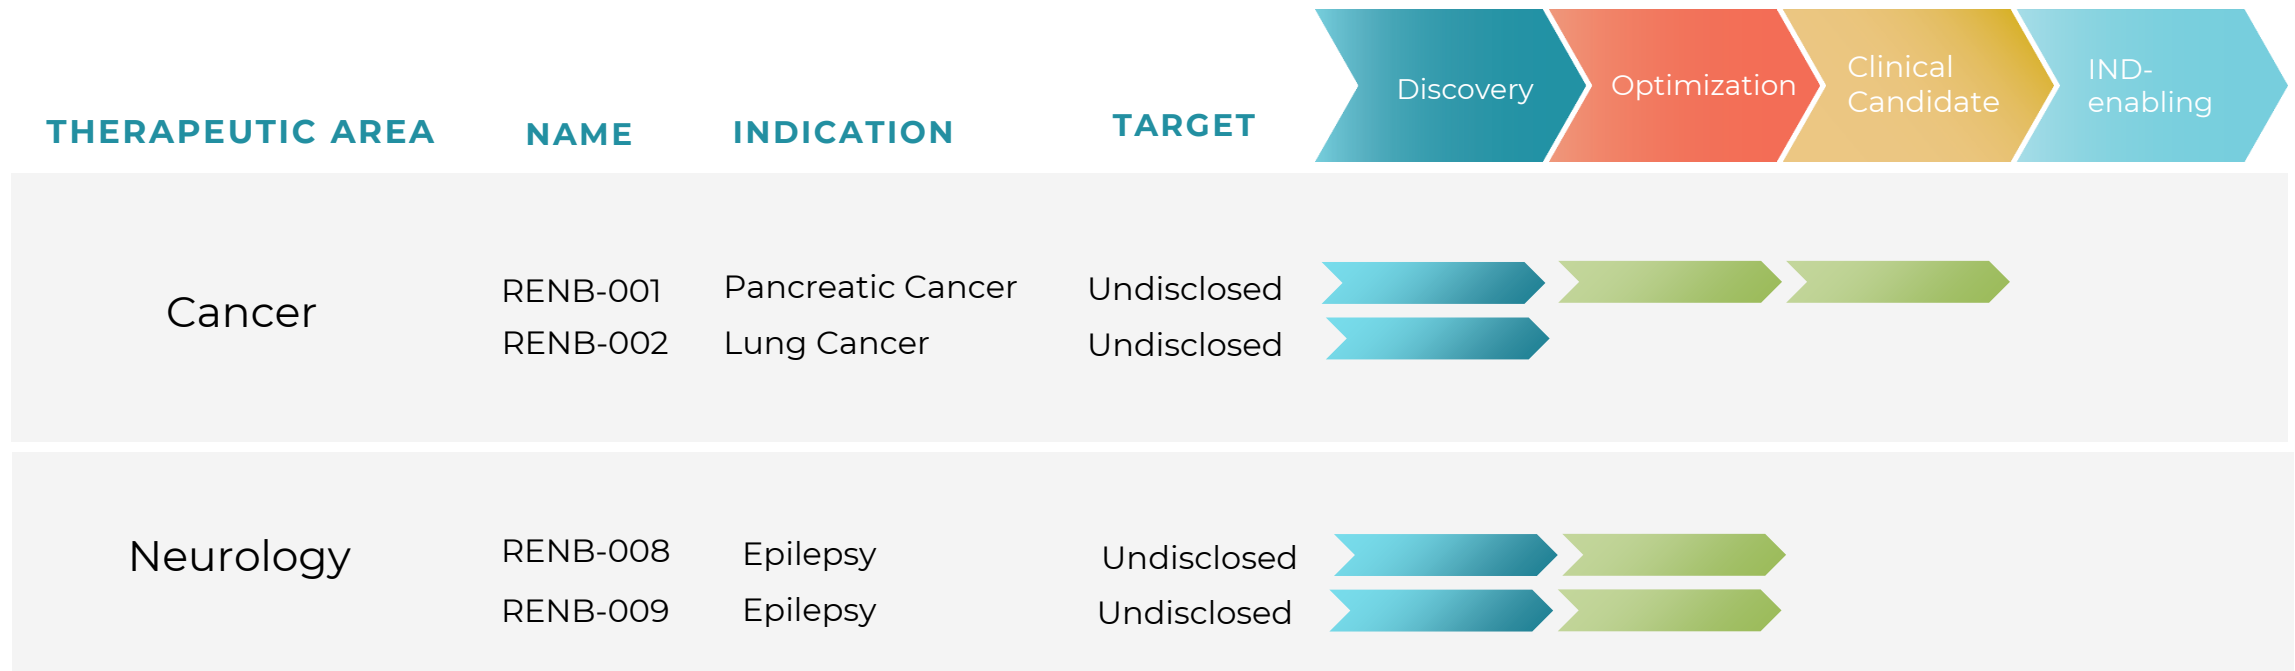 THERAPEUTIC AREA NAME INDICATION TARGET Discovery Optimization Clinical Candidate IND-enabling
Cancer
RENB-001 Pancreatic Cancer Undisclosed
RENB-002 Lung Cancer Undisclosed
Neurology
RENB-008 Epilepsy Undisclosed
RENB-009 Epilepsy Undisclosed